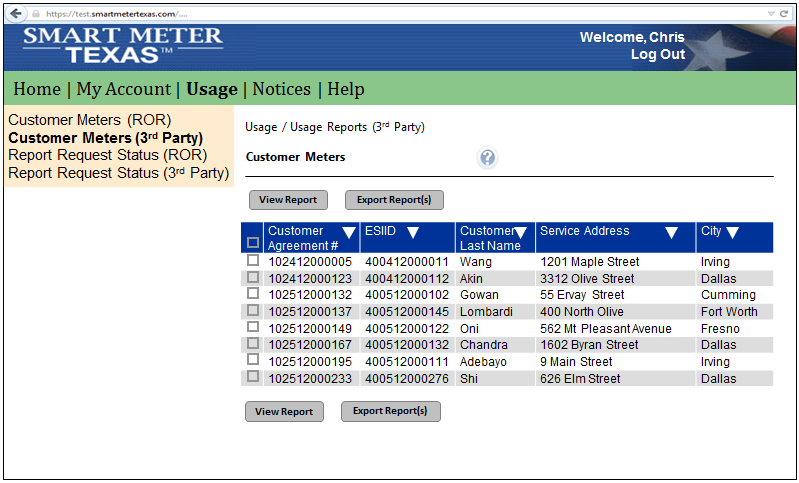 https://test.smartmetertexas.com/....
SMART METER
TEXAS™
Welcome, Chris
Log Out
Home | My Account | Usage | Notices | Help
Customer Meters (ROR)
Customer Meters (3rd Party)
Report Request Status (ROR)
Report Request Status (3rd Party)
Usage / Usage Reports (3rd Party)
Customer Meters ?
View Report Export Report(s)
Customer Agreement # ESIID Customer Last Name Service Address City
102412000005 400412000011 Wang 1201 Maple Street Irving
102412000123 400412000112 Akin 3312 Olive Street Dallas
102512000132 400512000102 Gowan 55 Ervay Street Cumming
102512000137 400512000145 Lombardi 400 North Olive Fort Worth
102512000149 400512000122 Oni 562 Mt Pleasant Avenue Fresno
102512000167 400512000132 Chandra 1602 Byran Street Dallas
102512000195 400512000111 Adebayo 9 Main Street Irving
102512000233 400512000276 Shi 626 Elm Street Dallas
View Report Export Report(s)